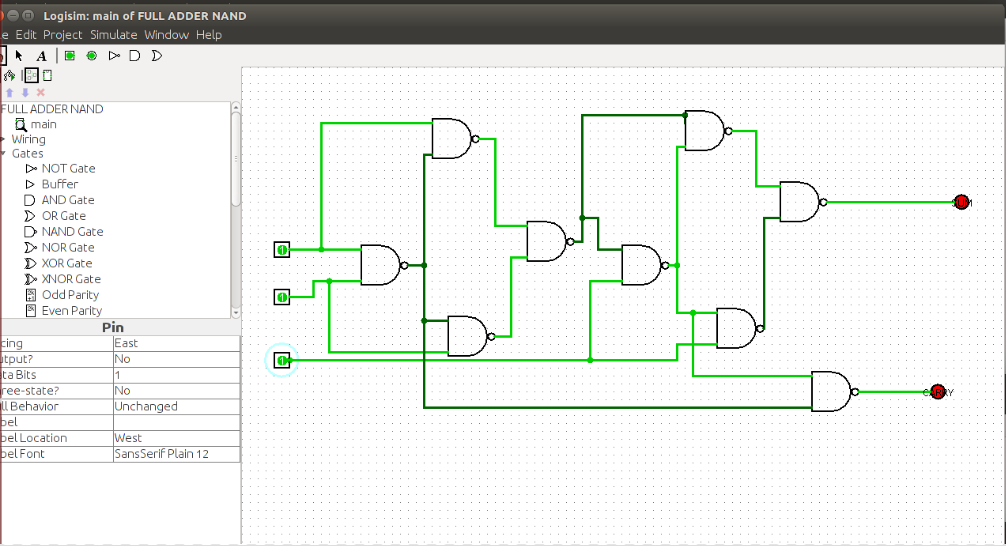 Logisim: main of FULL ADDER NAND
e Edit Project Simulate Window Help
A
FULL ADDER NAND
main
Wiring
Gates
NOT Gate
Buffer
AND Gate
OR Gate
NAND Gate
NOR Gate
XOR Gate
XNOR Gate
Odd Parity
Even Parity
Pin
cing East
utput? No
ata Bits 1
ree-state? No
ll Behavior Unchanged
bel
bel Location West
bel Font SansSerif Plain 12
1
1
1
SUM
CARRY